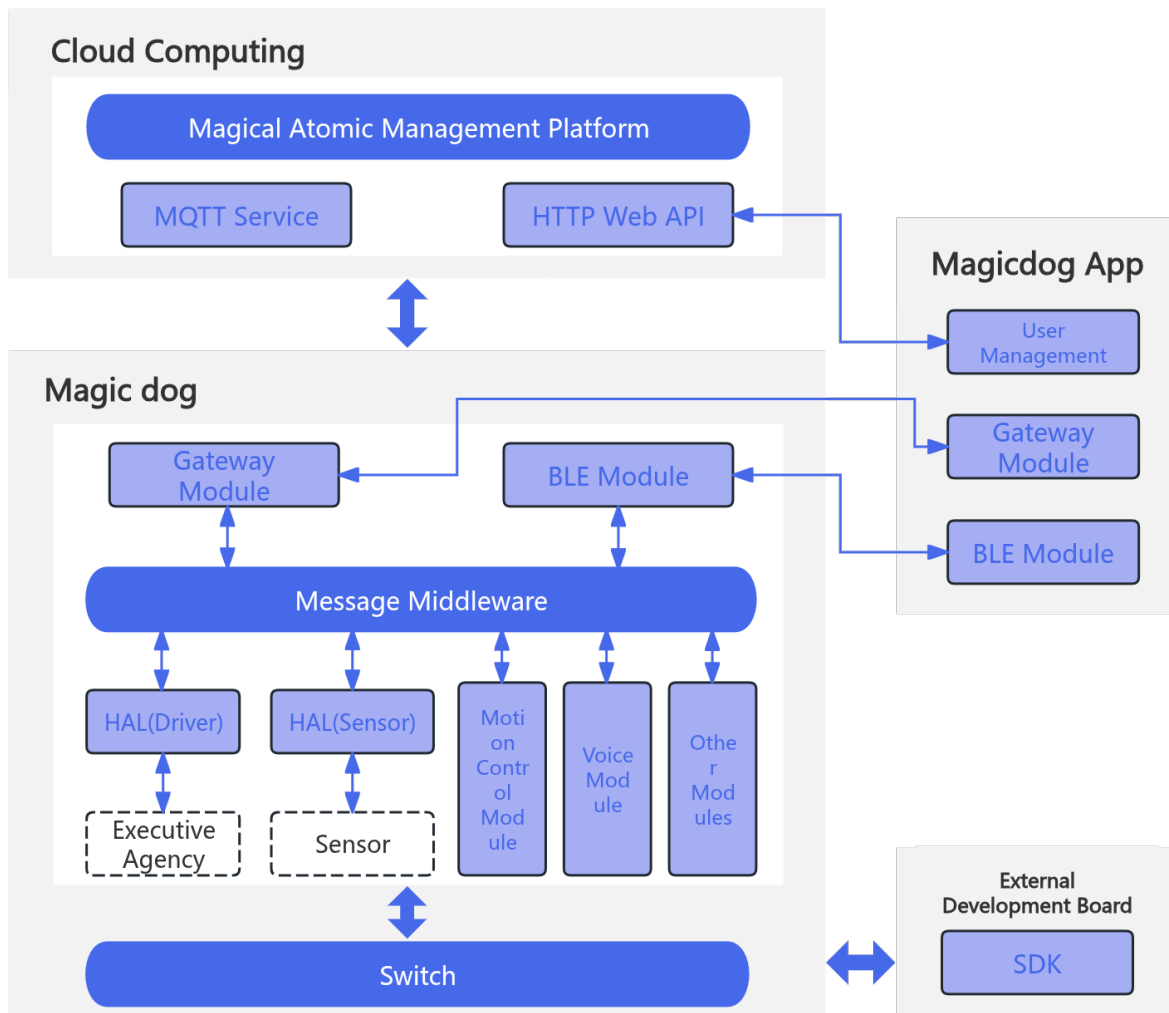 Cloud Computing
Magical Atomic Management Platform
MQTT Service
HTTP Web API
Magicdog App
User
Management
Gateway
Module
BLE Module
Magic dog
Gateway
Module
BLE Module
Message Middleware
HAL(Driver)
HAL(Sensor)
Moti
on
Contr
ol
Mod
ule
Voice
Mod
ule
Othe
r
Mod
ules
Executive
Agency
Sensor
Switch
External
Development Board
SDK